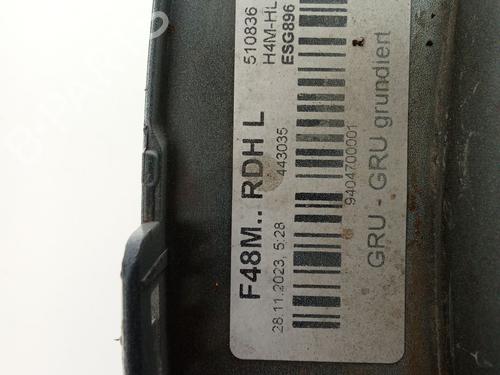 F48M.. RDH L
28.11.2023, 5:28
443035
510836
H4M-HL
ESG896
9404700001
GRU - GRU grundiert